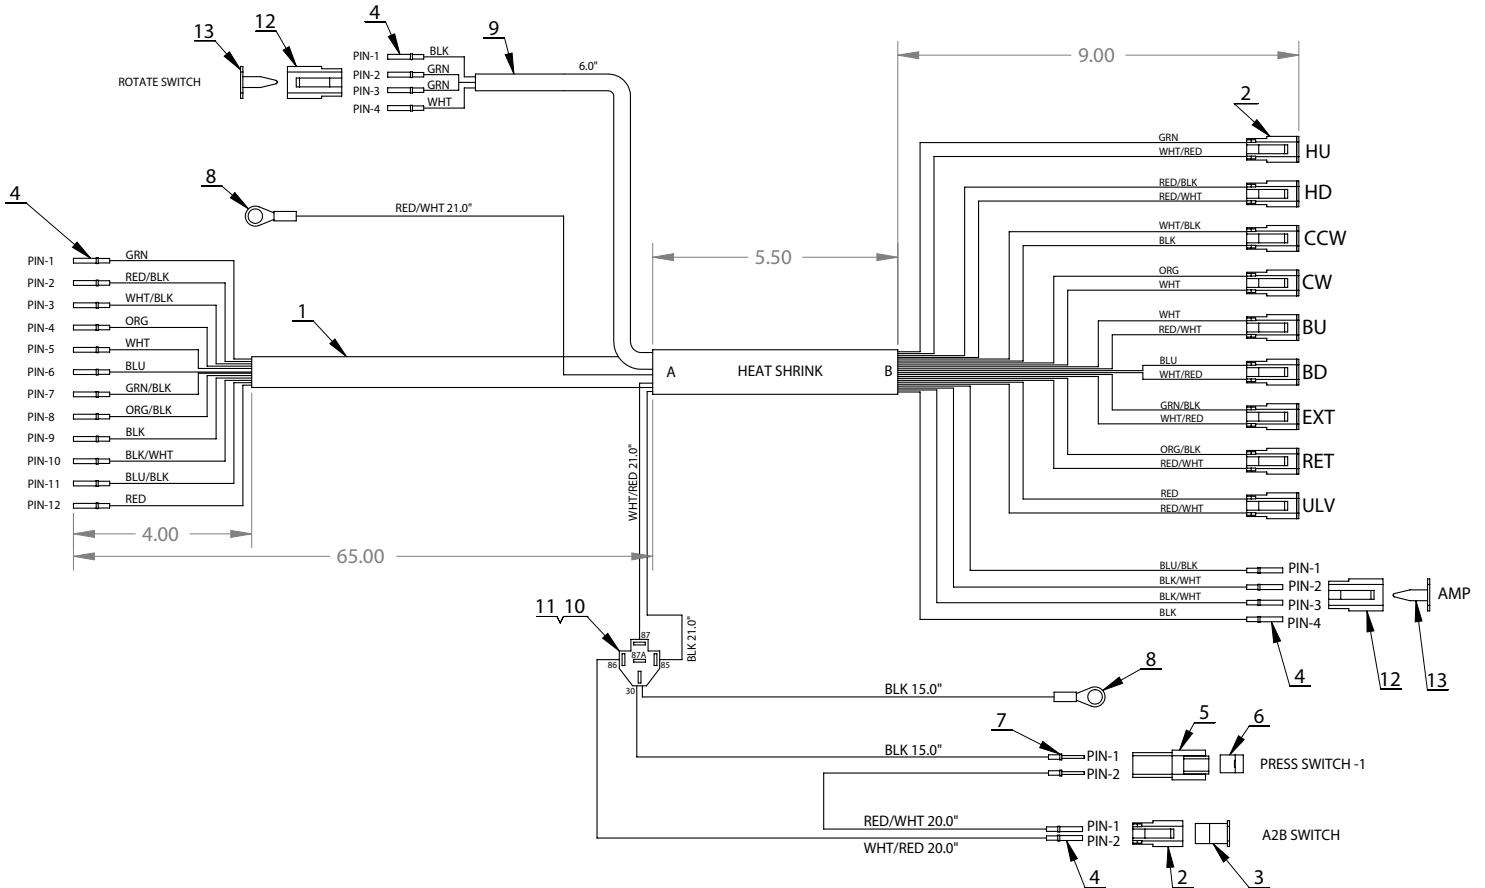 13
12
4
9
ROTATE SWITCH
PIN-1 BLK
PIN-2 GRN
PIN-3 GRN
PIN-4 WHT
6.0"
9.00
2
GRN
WHT/RED
HU
RED/BLK
RED/WHT
HD
WHT/BLK
BLK
CCW
ORG
WHT
CW
WHT
RED/WHT
BU
BLU
WHT/RED
BD
GRN/BLK
WHT/RED
EXT
ORG/BLK
RED/WHT
RET
RED
RED/WHT
ULV
8
RED/WHT 21.0"
4
PIN-1 GRN
PIN-2 RED/BLK
PIN-3 WHT/BLK
PIN-4 ORG
PIN-5 WHT
PIN-6 BLU
PIN-7 GRN/BLK
PIN-8 ORG/BLK
PIN-9 BLK
PIN-10 BLK/WHT
PIN-11 BLU/BLK
PIN-12 RED
1
5.50
A HEAT SHRINK B
4.00
65.00
WHT/RED 21.0"
BLK 21.0"
BLU/BLK PIN-1
BLK/WHT PIN-2
BLK/WHT PIN-3
BLK PIN-4
AMP
4
12
13
11 10
87
87A
86
85
30
BLK 15.0"
8
BLK 15.0"
7
PIN-1
PIN-2
5
6
PRESS SWITCH -1
RED/WHT 20.0"
PIN-1
WHT/RED 20.0"
PIN-2
A2B SWITCH
4
2
3